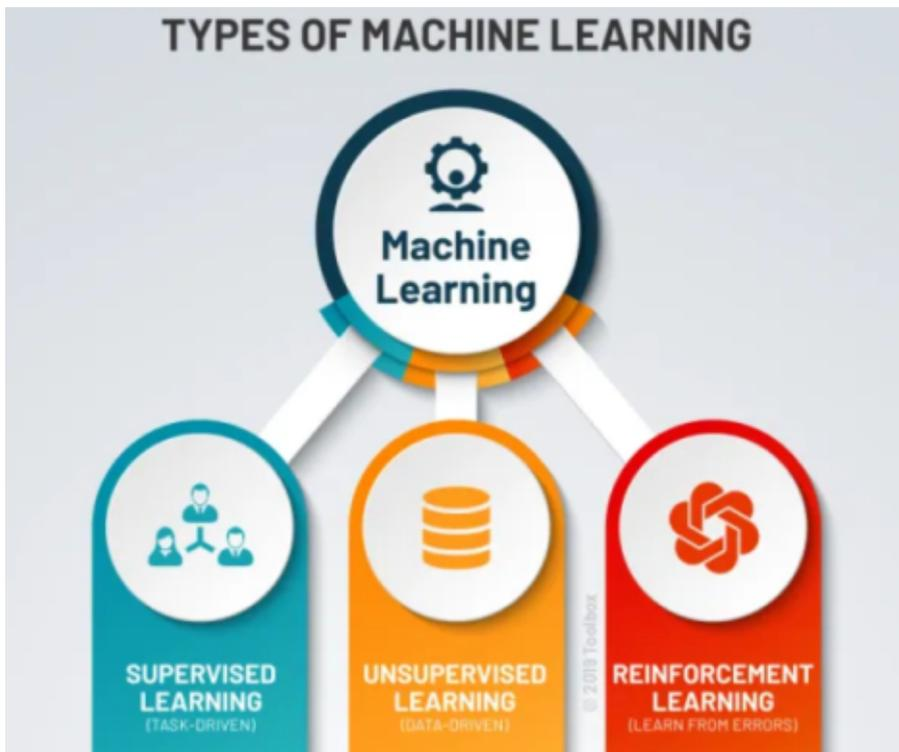 TYPES OF MACHINE LEARNING
Machine
Learning
SUPERVISED
LEARNING
(TASK-DRIVEN)
UNSUPERVISED
LEARNING
(DATA-DRIVEN)
© 2019 Toolbox
REINFORCEMENT
LEARNING
(LEARN FROM ERRORS)